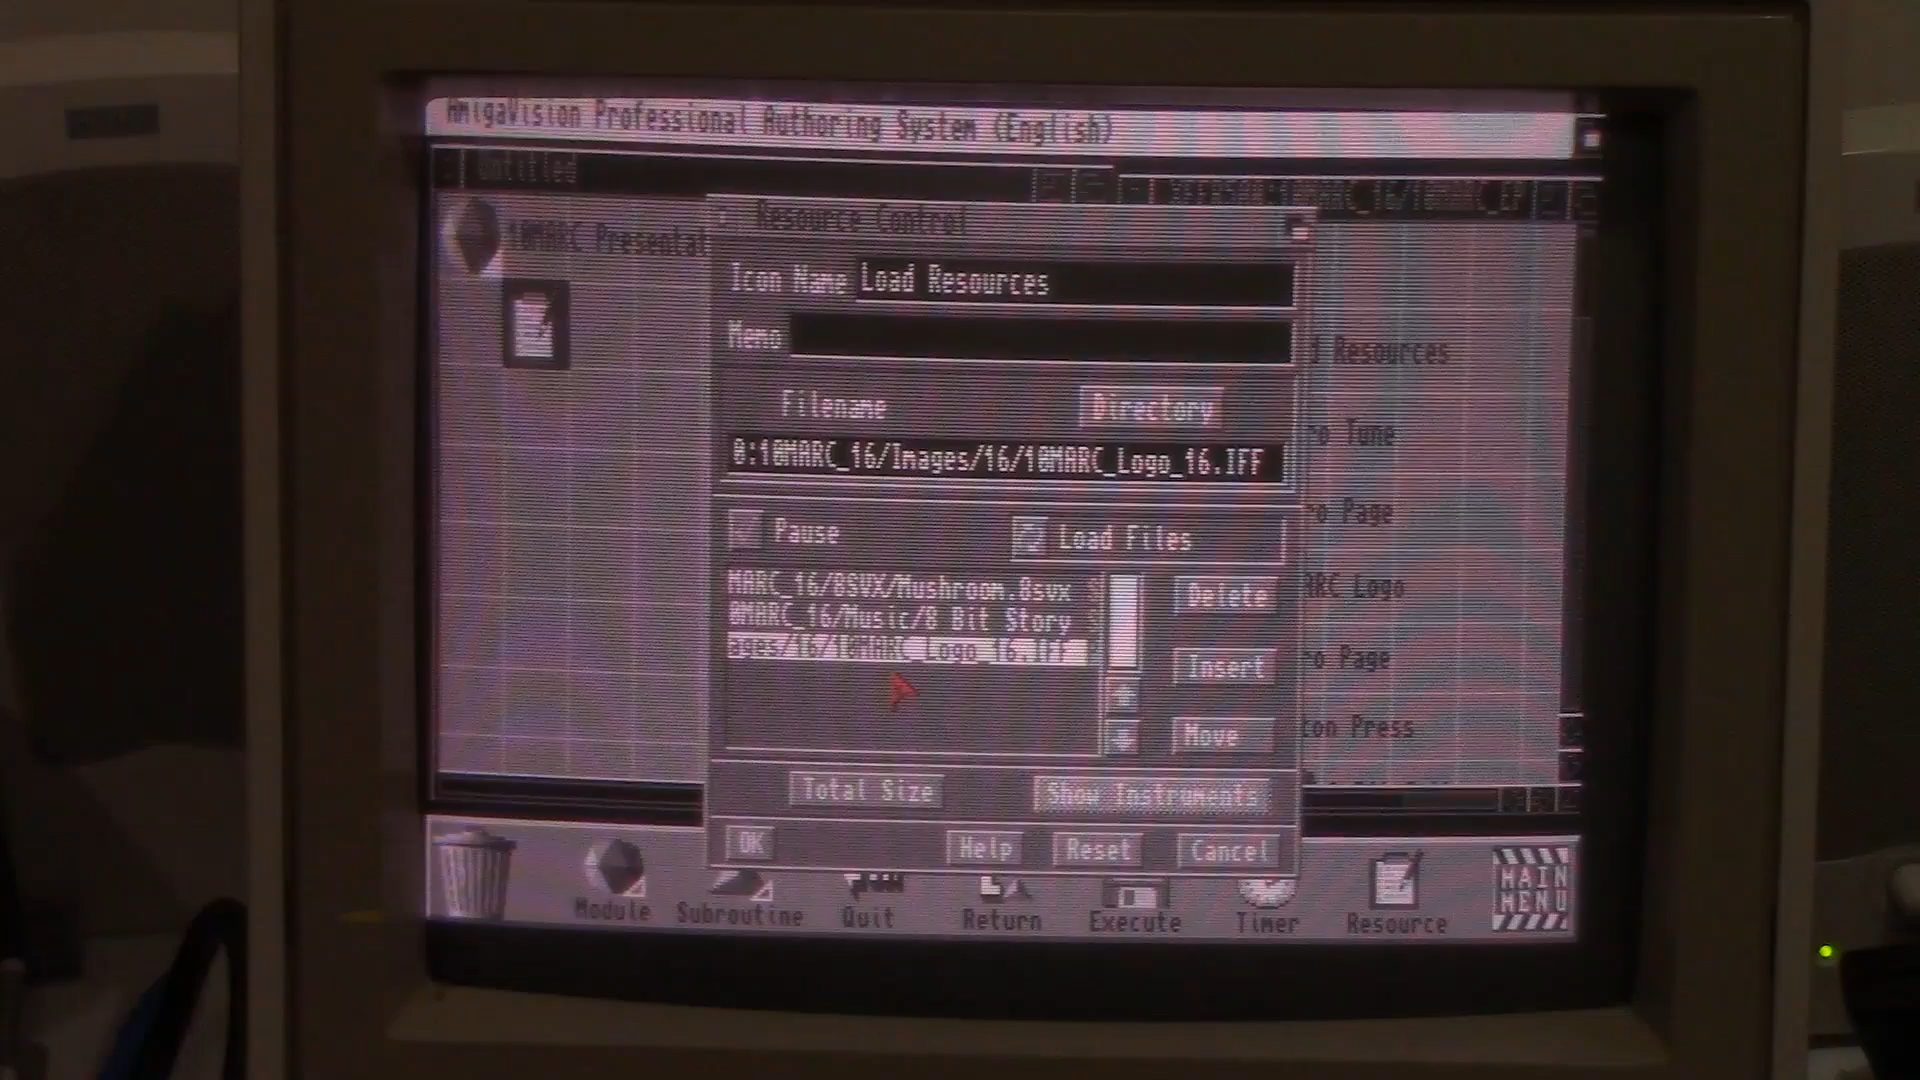 AmigaVision Professional Authoring System (English)
Untitled
10MARC Presentat
Resource Control
Icon Name Load Resources
Memo
Resources
Filename
Directory
Tune
0:10MARC_16/Images/16/10MARC_Logo_16.IFF
Page
Pause
Load Files
MARC_16/8SVX/Mushroom.8svx S
Delete
ARC Logo
0MARC_16/Music/8 Bit Story
ages/16/10MARC_Logo_16.IFF
Insert
Page
Move
ton Press
Total Size
Show Instruments
OK
Help
Reset
Cancel
Module
Subroutine
Quit
Return
Execute
Timer
Resource
MAIN
MENU